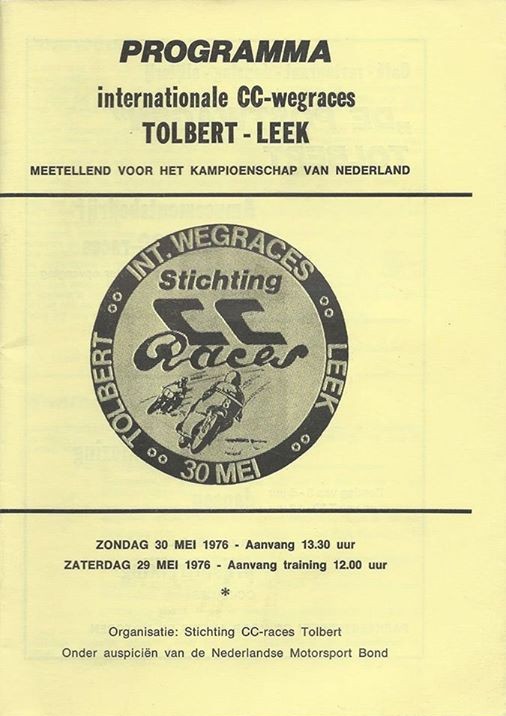 PROGRAMMA
internationale CC-wegraces
TOLBERT - LEEK
MEETELLEND VOOR HET KAMPIOENSCHAP VAN NEDERLAND
INT. WEGRACES
Stichting
CC
Races
TOLBERT
LEEK
30 MEI
ZONDAG 30 MEI 1976 - Aanvang 13.30 uur
ZATERDAG 29 MEI 1976 - Aanvang training 12.00 uur
*
Organisatie: Stichting CC-races Tolbert
Onder auspiciën van de Nederlandse Motorsport Bond